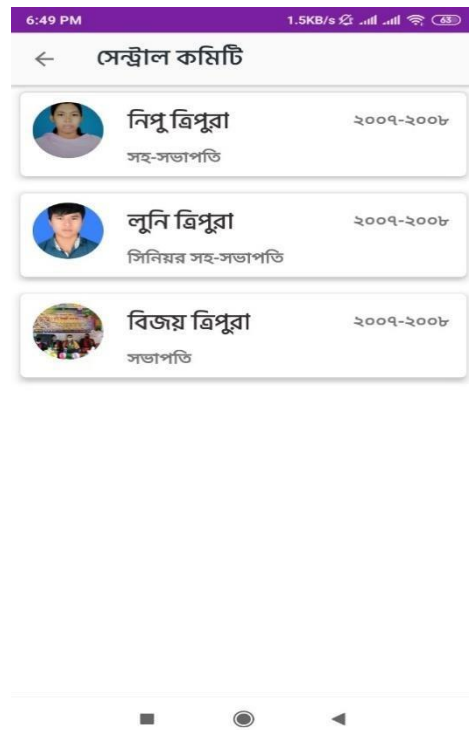 6:49 PM 1.5KB/s 63
সেন্ট্রাল কমিটি
নিপু ত্রিপুরা ২০০৭-২০০৮
সহ-সভাপতি
লুনি ত্রিপুরা ২০০৭-২০০৮
সিনিয়র সহ-সভাপতি
বিজয় ত্রিপুরা ২০০৭-২০০৮
সভাপতি